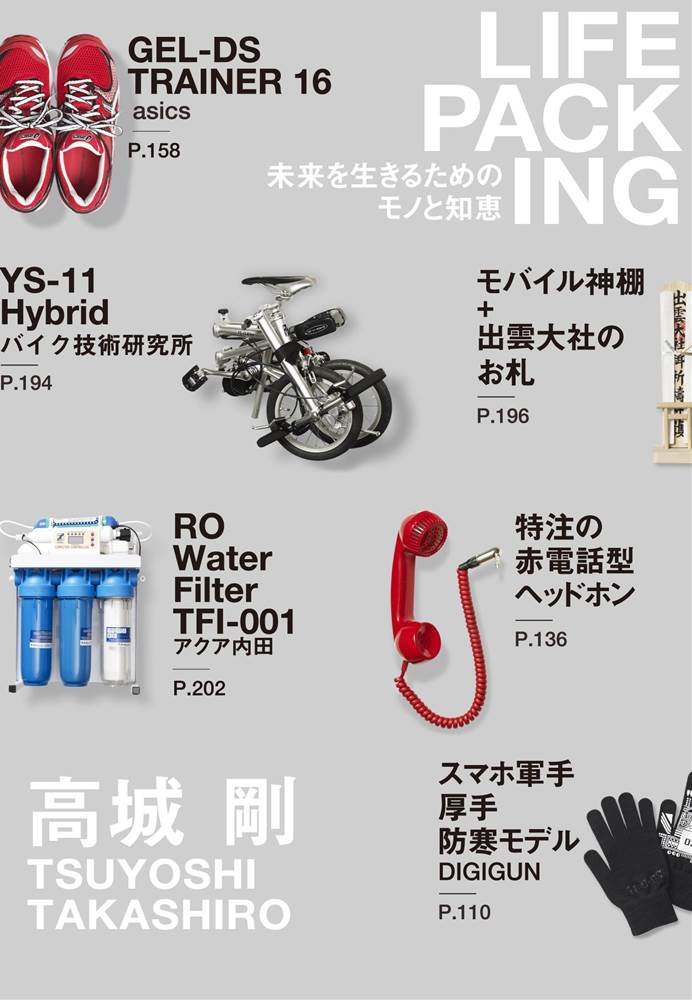 GEL-DS
TRAINER 16
asics
P.158
LIFE
PACK
ING
未来を生きるための
モノと知恵
YS-11
Hybrid
バイク技術研究所
P.194
モバイル神棚
+
出雲大社の
お札
P.196
RO
Water
Filter
TFI-001
アクア内田
P.202
特注の
赤電話型
ヘッドホン
P.136
高城 剛
TSUYOSHI
TAKASHIRO
スマホ軍手
厚手
防寒モデル
DIGIGUN
P.110